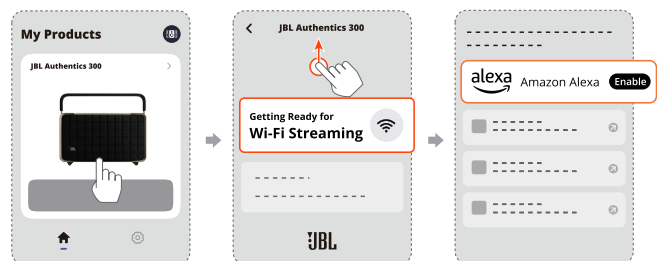 My Products
JBL Authentics 300
JBL Authentics 300
Getting Ready for
Wi-Fi Streaming
JBL
alexa
Amazon Alexa
Enable